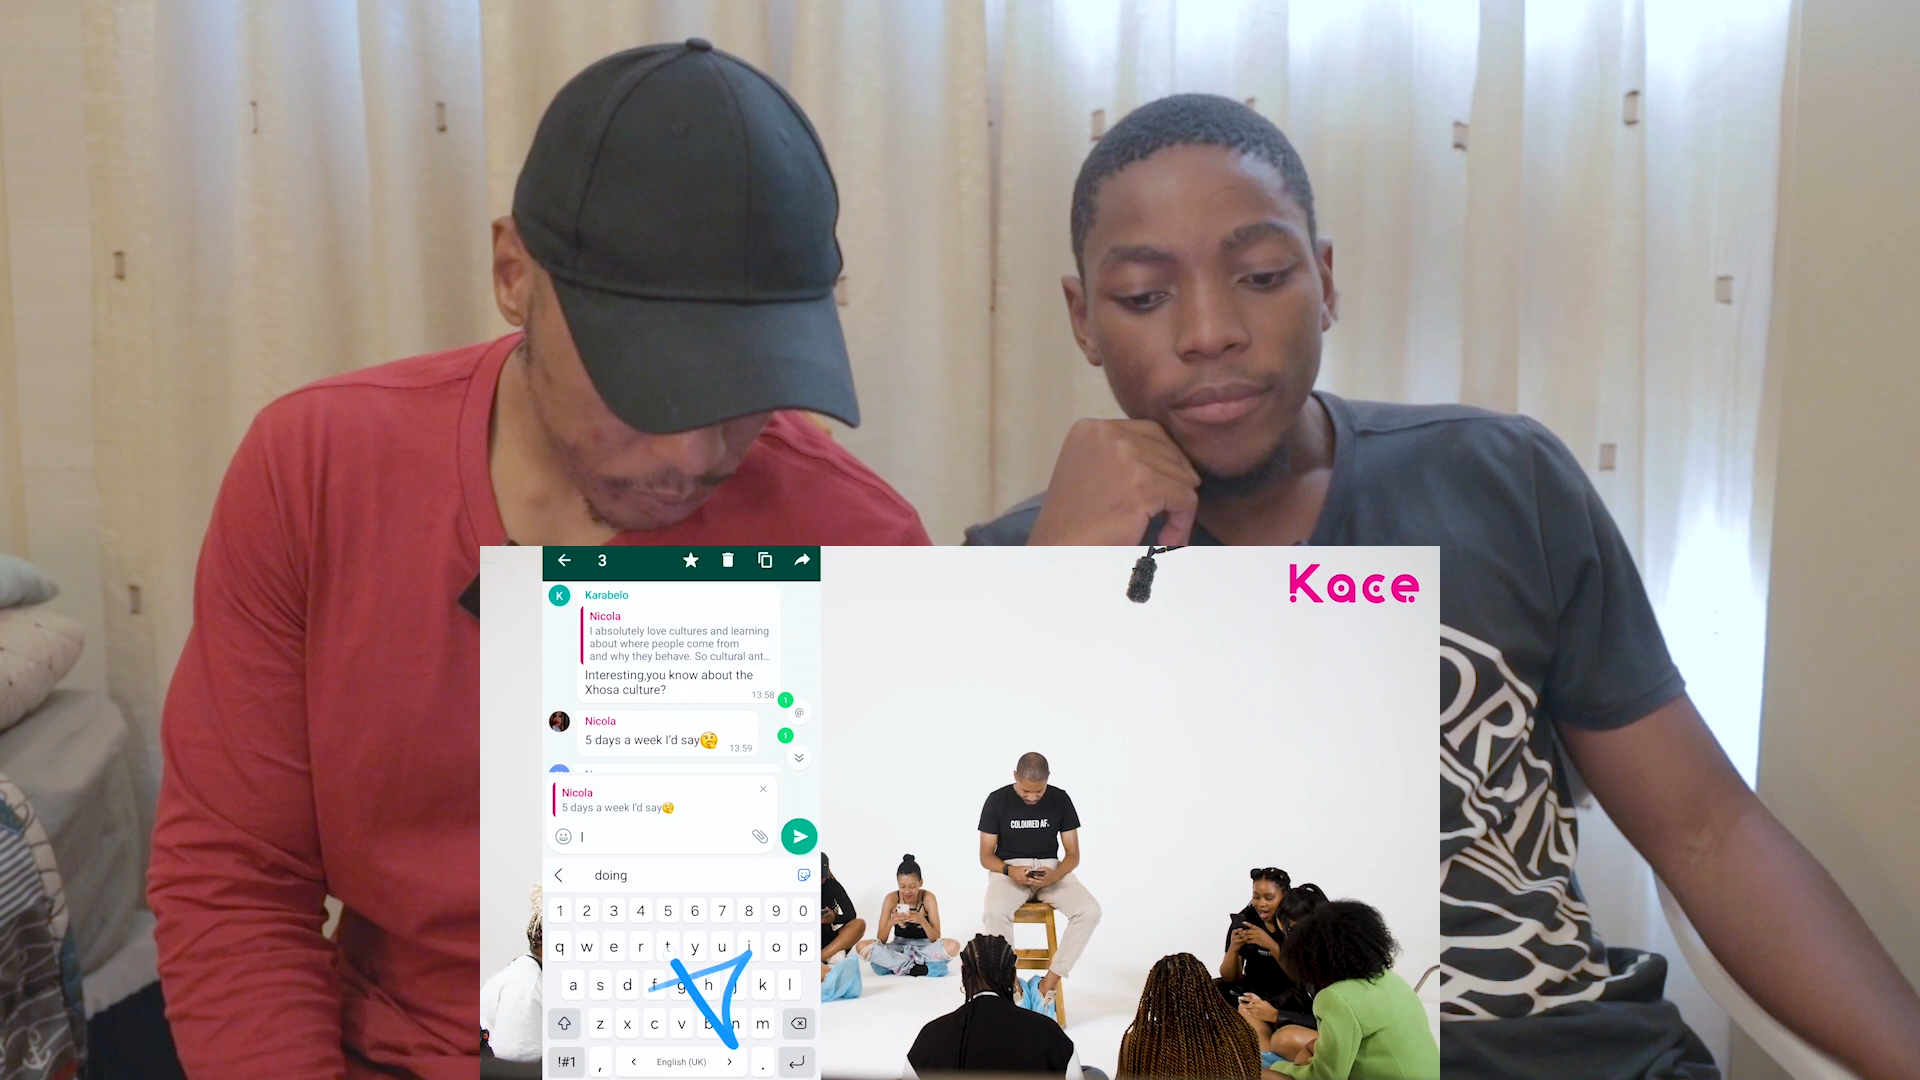 3
Kace
K
Karabelo
Nicola
I absolutely love cultures and learning
about where people come from
and why they behave. So cultural ant...
Interesting,you know about the
Xhosa culture?
13:58
1
@
Nicola
5 days a week I'd say🤔
13:59
1
Nicola
5 days a week I'd say🤔
I
COLOURED AF.
doing
1 2 3 4 5 6 7 8 9 0
q w e r t y u i o p
a s d f g h j k l
z x c v b n m
!#1 , < English (UK) > .